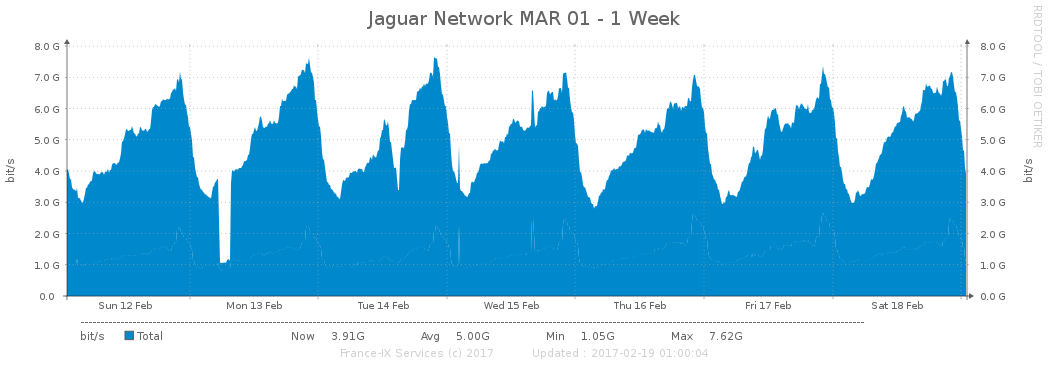 Jaguar Network MAR 01 - 1 Week
RRDTOOL / TOBI OETIKER
8.0 G 8.0 G
7.0 G 7.0 G
6.0 G 6.0 G
5.0 G 5.0 G
bit/s bit/s
4.0 G 4.0 G
3.0 G 3.0 G
2.0 G 2.0 G
1.0 G 1.0 G
0.0 0.0 G
Sun 12 Feb Mon 13 Feb Tue 14 Feb Wed 15 Feb Thu 16 Feb Fri 17 Feb Sat 18 Feb
bit/s Total Now 3.91G Avg 5.00G Min 1.05G Max 7.62G
France-IX Services (c) 2017 Updated : 2017-02-19 01:00:04